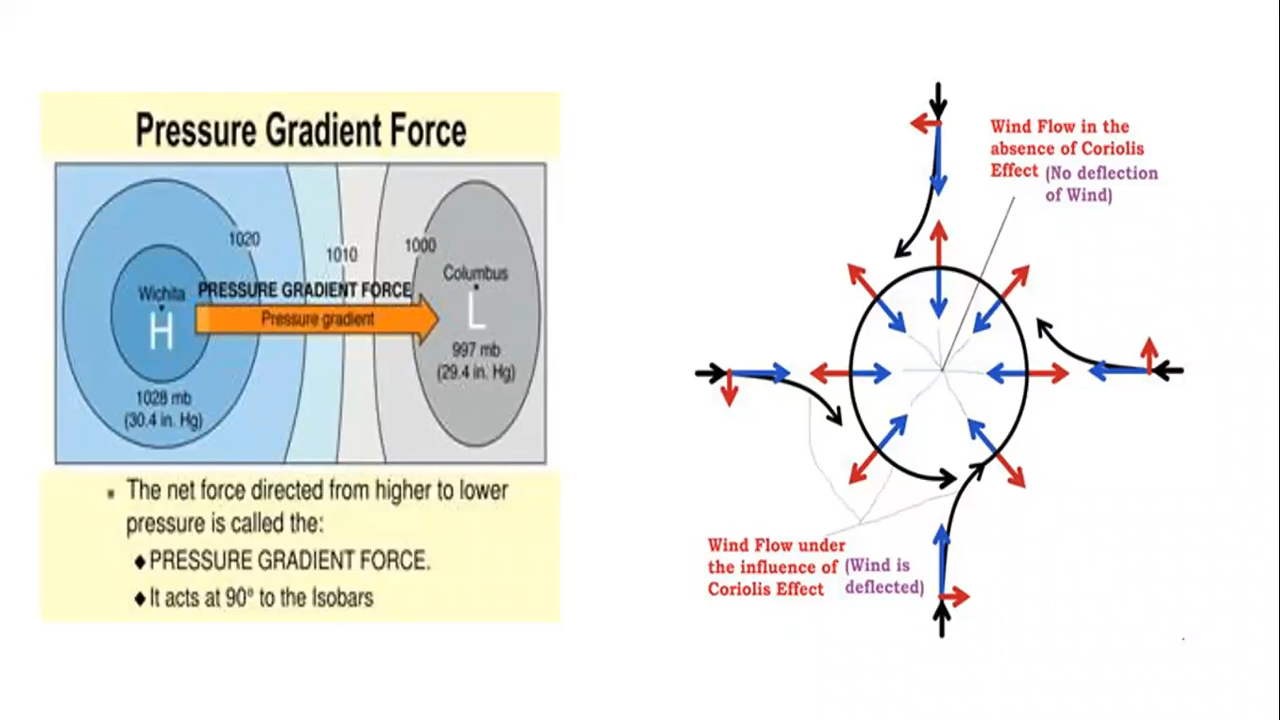 Pressure Gradient Force
1020
1010
1000
Wichita
H
1028 mb
(30.4 in. Hg)
PRESSURE GRADIENT FORCE
Pressure gradient
Columbus
L
997 mb
(29.4 in. Hg)
▪ The net force directed from higher to lower
pressure is called the:
◆PRESSURE GRADIENT FORCE.
◆It acts at 90° to the Isobars
Wind Flow in the
absence of Coriolis
Effect (No deflection
of Wind)
Wind Flow under
the influence of (Wind is
Coriolis Effect deflected)